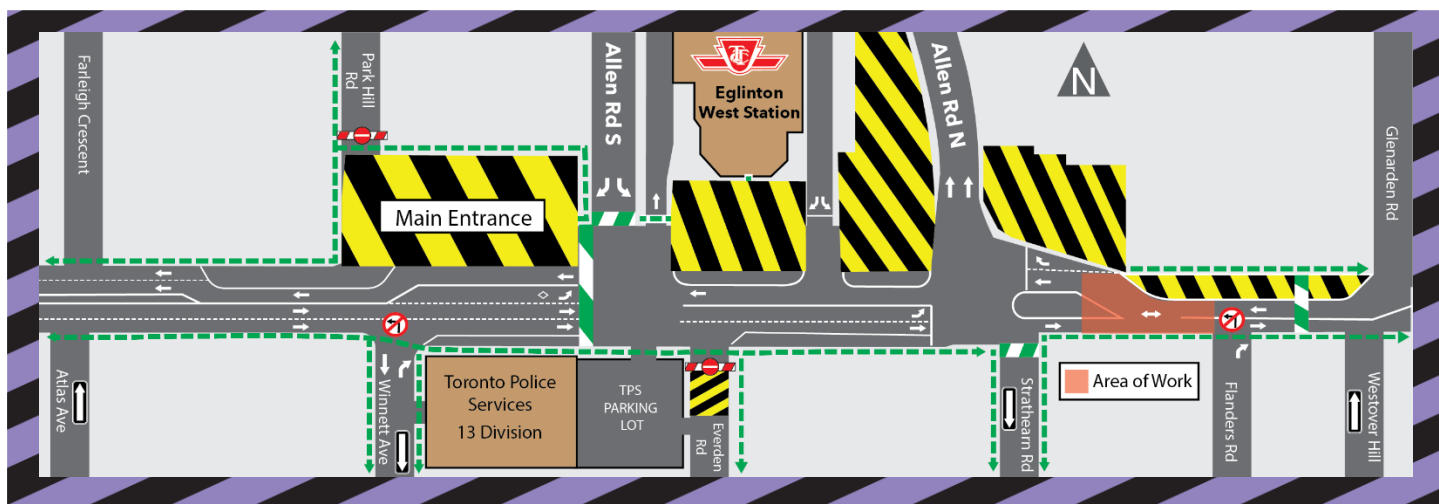 Farleigh Crescent
Park Hill
Rd
Allen Rd S
TTC
Eglinton
West Station
Allen Rd N
N
Glenarden Rd
Main Entrance
Atlas Ave
Winnett Ave
Toronto Police
Services
13 Division
TPS
PARKING
LOT
Everden
Rd
Strathearn Rd
Area of Work
Flanders Rd
Westover Hill